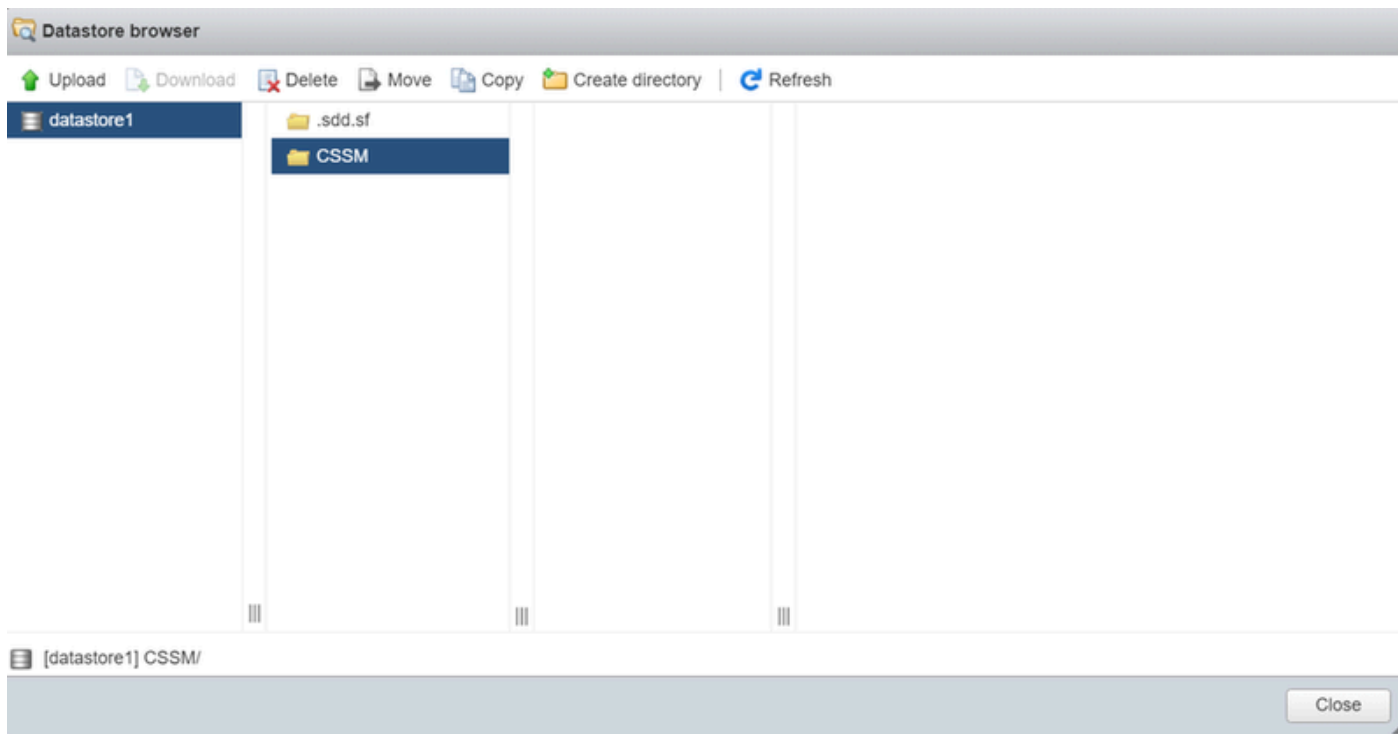 Datastore browser
Upload Download Delete Move Copy Create directory | Refresh
datastore1
.sdd.sf
CSSM
[datastore1] CSSM/
Close